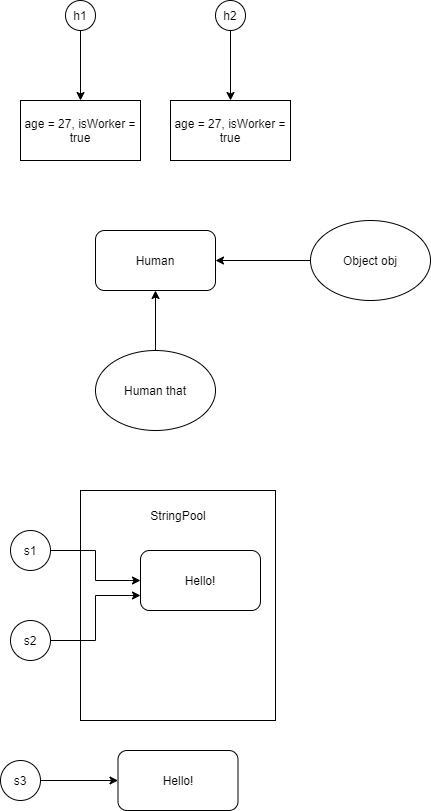 h1
h2
age = 27, isWorker =
true
age = 27, isWorker =
true
Human
Object obj
Human that
StringPool
s1
Hello!
s2
s3
Hello!